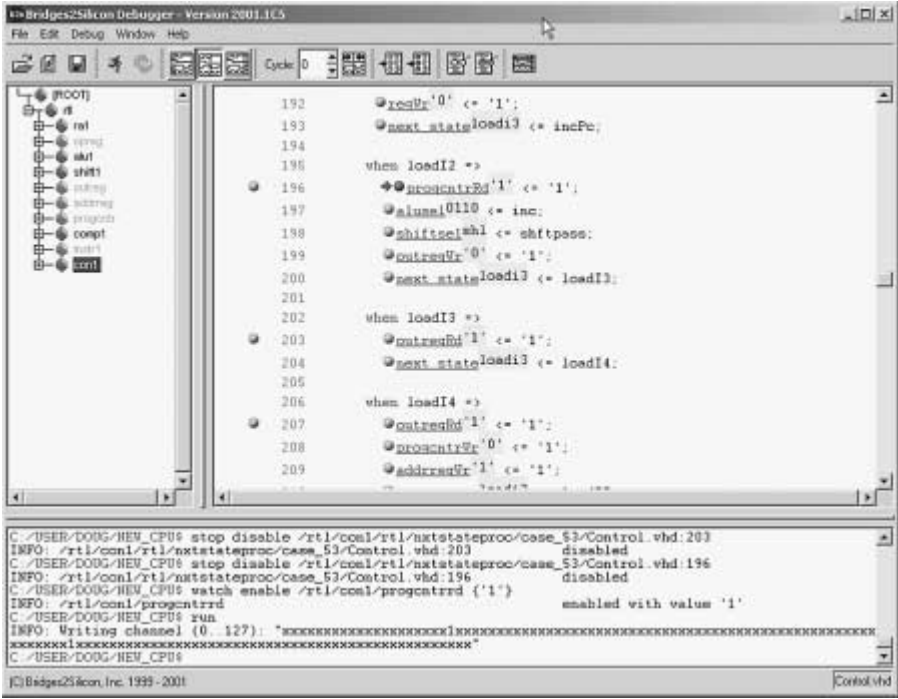 Bridges2Silicon Debugger - Version 2001.1C5
File Edit Debug Window Help
Cycle: 0
[ROOT]
rtl
alu1
shift1
outreg
addrreg
progcntr
comp1
instr1
con1
192 regWr'0' <= '1';
193 next_stateloadi3 <= incPc;
194
195 when loadI2 =>
196 progcntrRd'1' <= '1';
197 alusel0110 <= inc;
198 shiftselshl <= shftpass;
199 outregWr'0' <= '1';
200 next_stateloadi3 <= loadI3;
201
202 when loadI3 =>
203 outregRd'1' <= '1';
204 next_stateloadi3 <= loadI4;
205
206 when loadI4 =>
207 outregRd'1' <= '1';
208 progcntrWr'0' <= '1';
209 addrregWr'1' <= '1';
C:/USER/DOUG/NEW_CPU% stop disable /rtl/con1/rtl/nxtstateproc/case_53/Control.vhd:203
INFO: /rtl/con1/rtl/nxtstateproc/case_53/Control.vhd:203 disabled
C:/USER/DOUG/NEW_CPU% stop disable /rtl/con1/rtl/nxtstateproc/case_53/Control.vhd:196
INFO: /rtl/con1/rtl/nxtstateproc/case_53/Control.vhd:196 disabled
C:/USER/DOUG/NEW_CPU% watch enable /rtl/con1/progcntrrd {'1'}
INFO: /rtl/con1/progcntrrd enabled with value '1'
C:/USER/DOUG/NEW_CPU% run
INFO: Writing channel (0..127):
C:/USER/DOUG/NEW_CPU%
(C) Bridges2Silicon, Inc. 1999 - 2001
Control.vhd